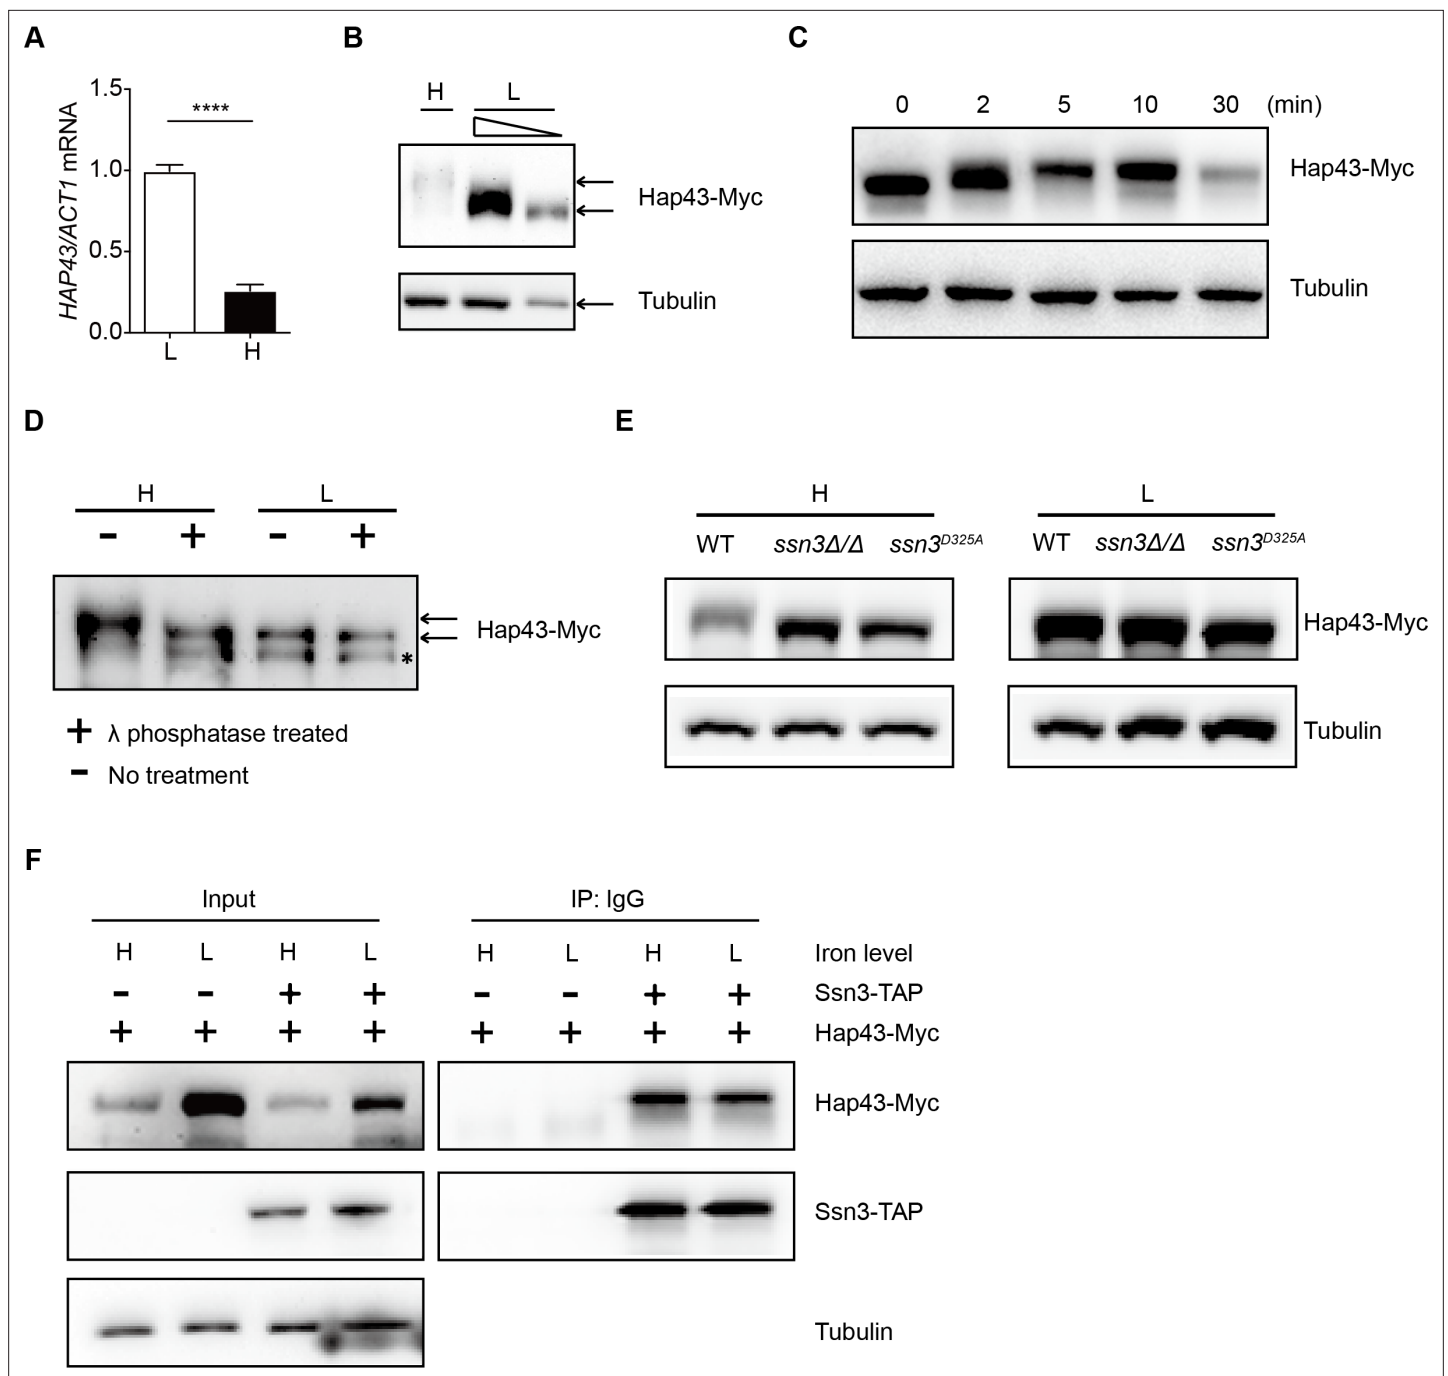 A
1.5
1.0
0.5
0.0
HAP43/ACT1 mRNA
****
L H
B
H L
Hap43-Myc
Tubulin
C
0 2 5 10 30 (min)
Hap43-Myc
Tubulin
D
H L
- + - +
Hap43-Myc
*
+ λ phosphatase treated
- No treatment
E
H L
WT ssn3Δ/Δ ssn3D325A WT ssn3Δ/Δ ssn3D325A
Hap43-Myc
Tubulin
F
Input IP: IgG
H L H L H L H L Iron level
- - + + - - + + Ssn3-TAP
+ + + + + + + + Hap43-Myc
Hap43-Myc
Ssn3-TAP
Tubulin